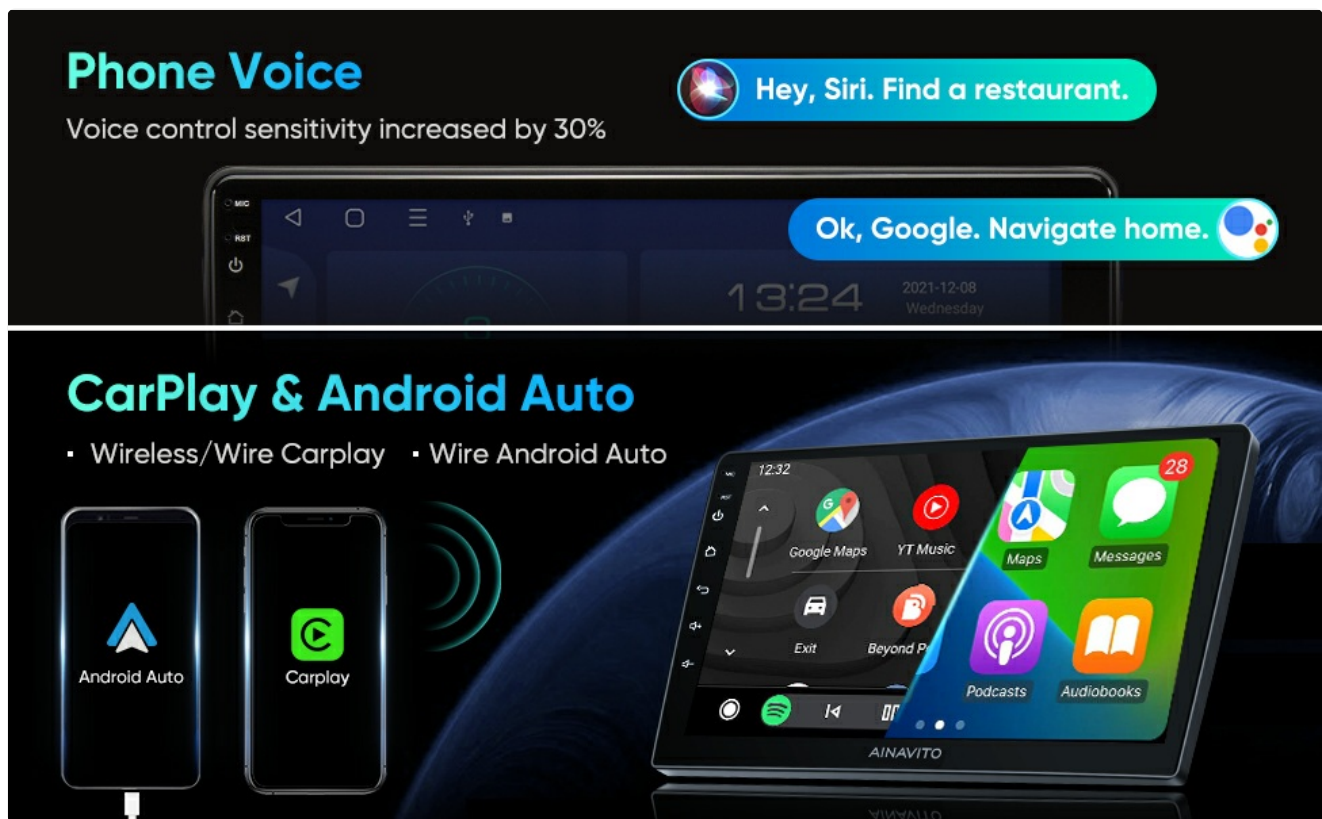 Phone Voice
Voice control sensitivity increased by 30%
Hey, Siri. Find a restaurant.
MIC
RST
Ok, Google. Navigate home.
13:24
2021-12-08
Wednesday
CarPlay & Android Auto
· Wireless/Wire Carplay · Wire Android Auto
Android Auto
Carplay
12:32
28
Google Maps
YT Music
Maps
Messages
Exit
Beyond
Podcasts
Audiobooks
AINAVITO